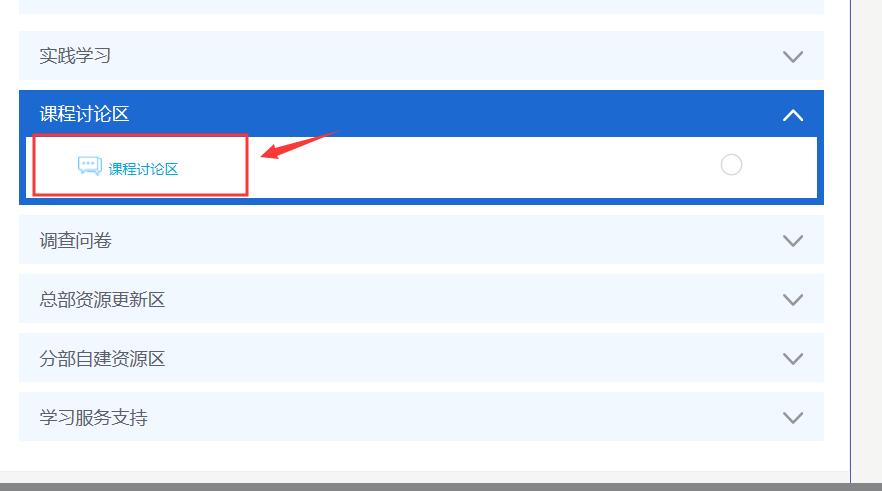 实践学习
课程讨论区
课程讨论区
调查问卷
总部资源更新区
分部自建资源区
学习服务支持